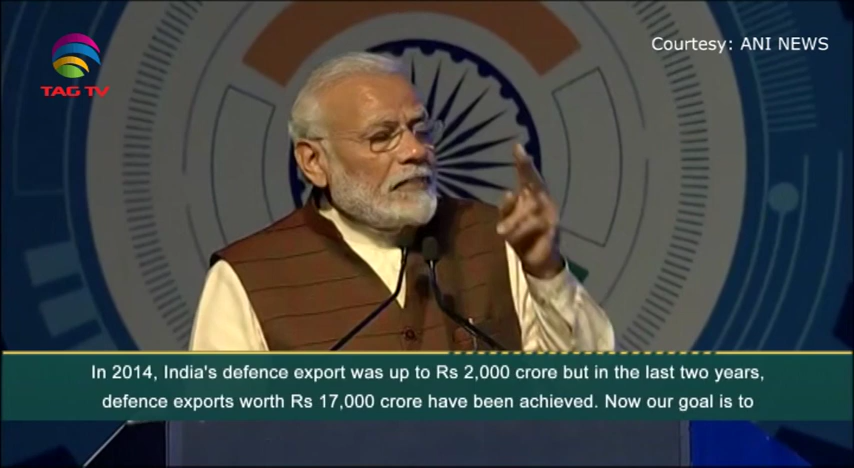 Courtesy: ANI NEWS
TAG TV
In 2014, India's defence export was up to Rs 2,000 crore but in the last two years,
defence exports worth Rs 17,000 crore have been achieved. Now our goal is to